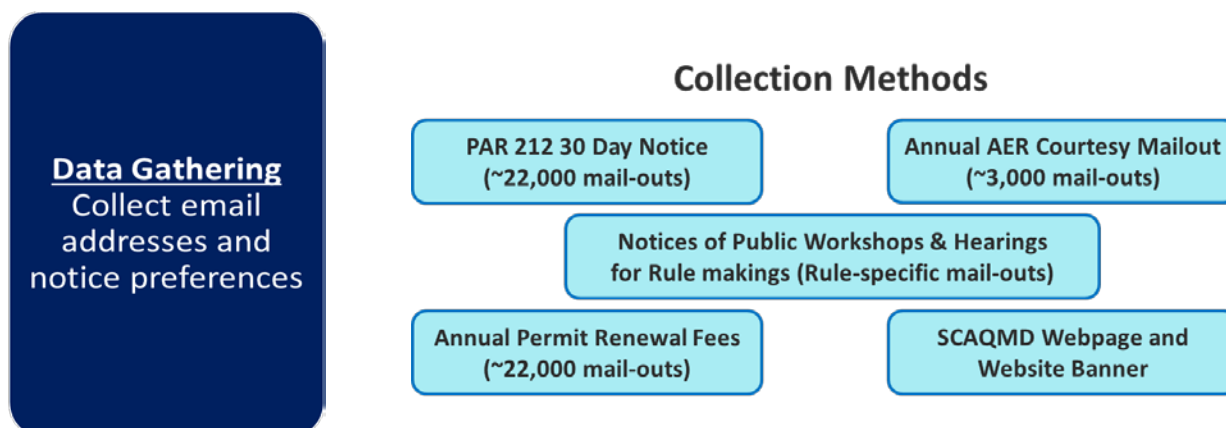 Data Gathering
Collect email
addresses and
notice preferences
Collection Methods
PAR 212 30 Day Notice
(~22,000 mail-outs)
Annual AER Courtesy Mailout
(~3,000 mail-outs)
Notices of Public Workshops & Hearings
for Rule makings (Rule-specific mail-outs)
Annual Permit Renewal Fees
(~22,000 mail-outs)
SCAQMD Webpage and
Website Banner